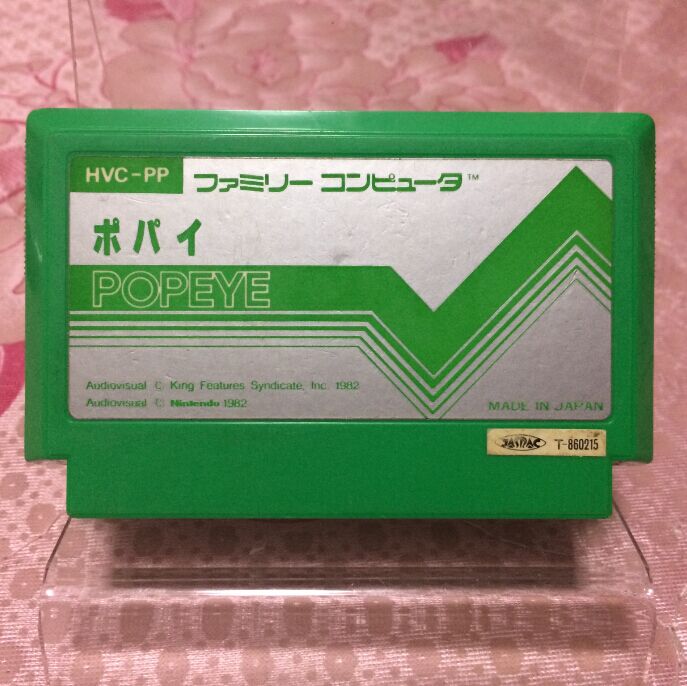 HVC-PP
ファミリー コンピュータ™
ポパイ
POPEYE
Audiovisual © King Features Syndicate, Inc. 1982
Audiovisual © Nintendo 1982
MADE IN JAPAN
JASRAC T-860215